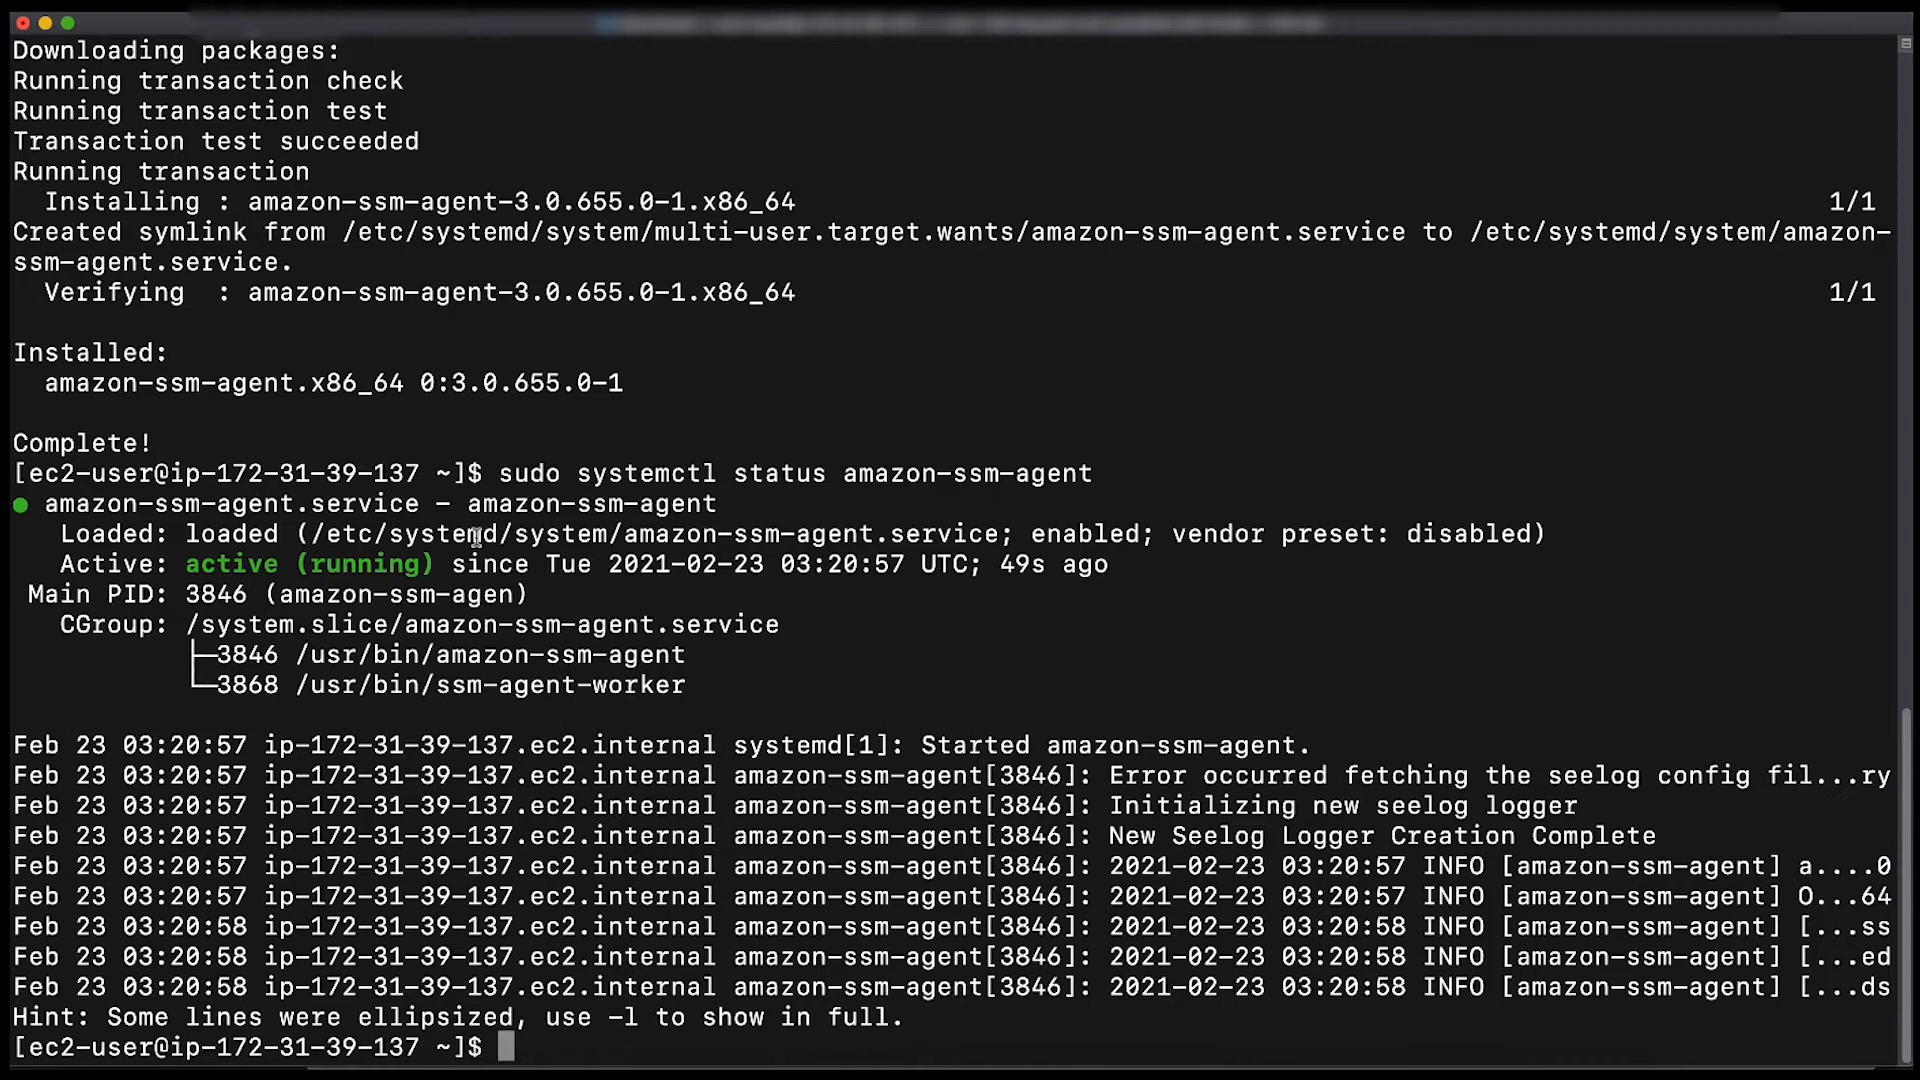 Downloading packages:
Running transaction check
Running transaction test
Transaction test succeeded
Running transaction
  Installing : amazon-ssm-agent-3.0.655.0-1.x86_64 1/1
Created symlink from /etc/systemd/system/multi-user.target.wants/amazon-ssm-agent.service to /etc/systemd/system/amazon-
ssm-agent.service.
  Verifying  : amazon-ssm-agent-3.0.655.0-1.x86_64 1/1
Installed:
  amazon-ssm-agent.x86_64 0:3.0.655.0-1
Complete!
[ec2-user@ip-172-31-39-137 ~]$ sudo systemctl status amazon-ssm-agent
● amazon-ssm-agent.service - amazon-ssm-agent
   Loaded: loaded (/etc/systemd/system/amazon-ssm-agent.service; enabled; vendor preset: disabled)
   Active: active (running) since Tue 2021-02-23 03:20:57 UTC; 49s ago
 Main PID: 3846 (amazon-ssm-agen)
   CGroup: /system.slice/amazon-ssm-agent.service
           ├─3846 /usr/bin/amazon-ssm-agent
           └─3868 /usr/bin/ssm-agent-worker
Feb 23 03:20:57 ip-172-31-39-137.ec2.internal systemd[1]: Started amazon-ssm-agent.
Feb 23 03:20:57 ip-172-31-39-137.ec2.internal amazon-ssm-agent[3846]: Error occurred fetching the seelog config fil...ry
Feb 23 03:20:57 ip-172-31-39-137.ec2.internal amazon-ssm-agent[3846]: Initializing new seelog logger
Feb 23 03:20:57 ip-172-31-39-137.ec2.internal amazon-ssm-agent[3846]: New Seelog Logger Creation Complete
Feb 23 03:20:57 ip-172-31-39-137.ec2.internal amazon-ssm-agent[3846]: 2021-02-23 03:20:57 INFO [amazon-ssm-agent] a....0
Feb 23 03:20:57 ip-172-31-39-137.ec2.internal amazon-ssm-agent[3846]: 2021-02-23 03:20:57 INFO [amazon-ssm-agent] O...64
Feb 23 03:20:58 ip-172-31-39-137.ec2.internal amazon-ssm-agent[3846]: 2021-02-23 03:20:58 INFO [amazon-ssm-agent] [...ss
Feb 23 03:20:58 ip-172-31-39-137.ec2.internal amazon-ssm-agent[3846]: 2021-02-23 03:20:58 INFO [amazon-ssm-agent] [...ed
Feb 23 03:20:58 ip-172-31-39-137.ec2.internal amazon-ssm-agent[3846]: 2021-02-23 03:20:58 INFO [amazon-ssm-agent] [...ds
Hint: Some lines were ellipsized, use -l to show in full.
[ec2-user@ip-172-31-39-137 ~]$